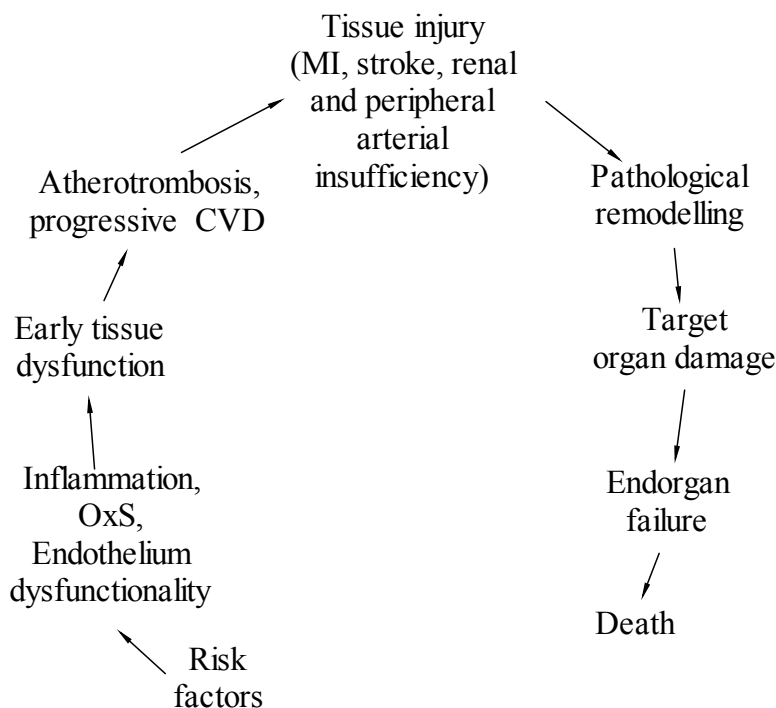 Tissue injury
(MI, stroke, renal
and peripheral
arterial
insufficiency)
Atherotrombosis,
progressive CVD
Pathological
remodelling
Early tissue
dysfunction
Target
organ damage
Inflammation,
OxS,
Endothelium
dysfunctionality
Endorgan
failure
Risk
factors
Death